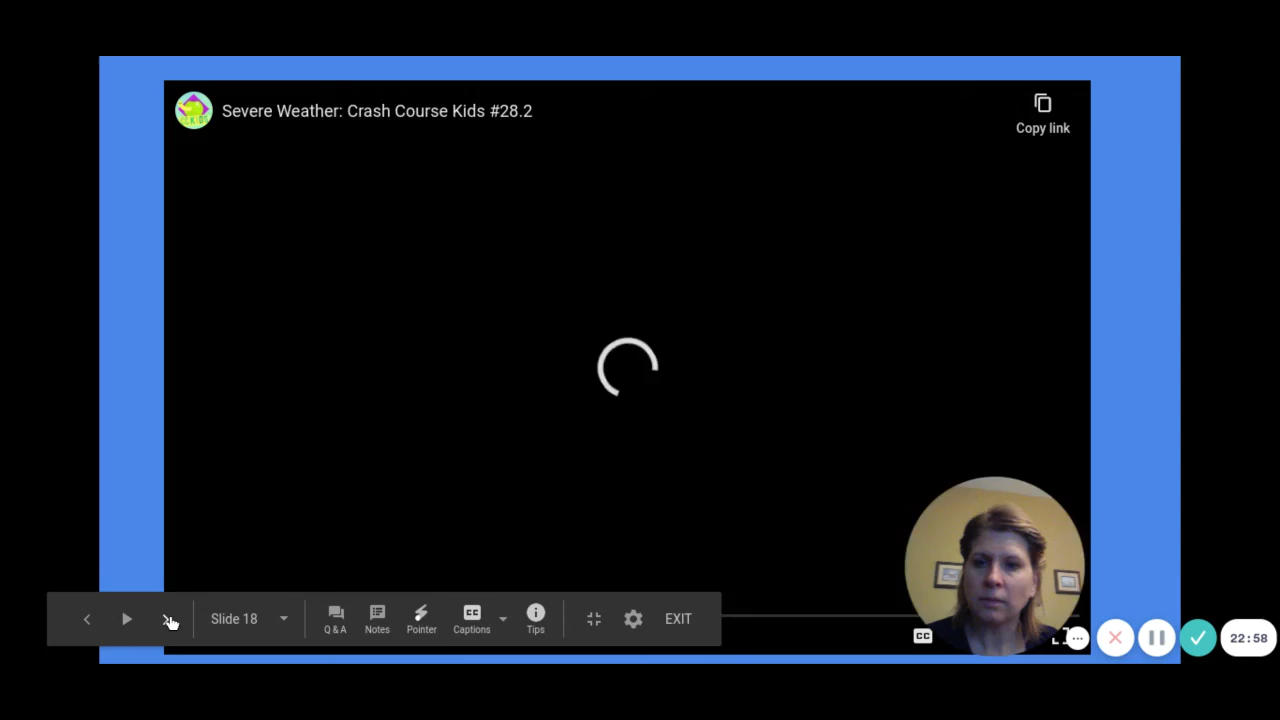 Severe Weather: Crash Course Kids #28.2
Copy link
Slide 18
Q & A
Notes
Pointer
CC
Captions
Tips
EXIT
CC
22:58